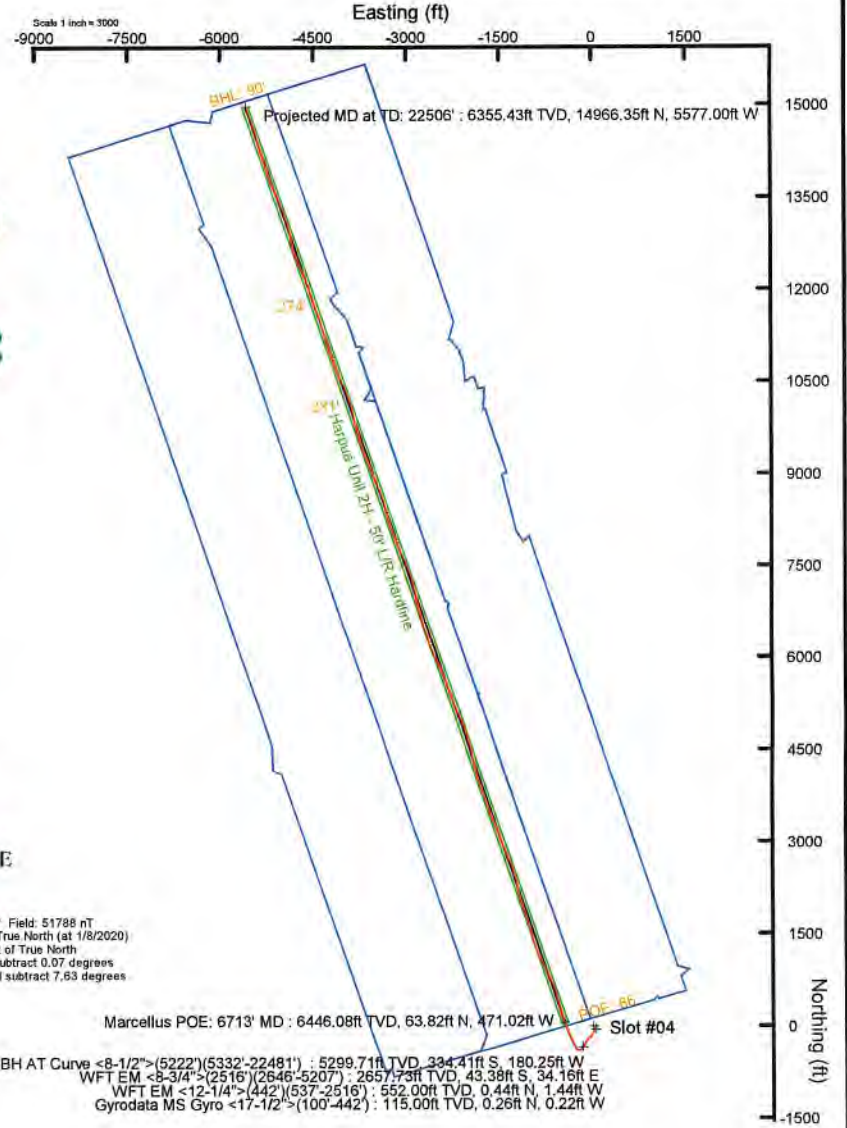 Scale 1 inch = 3000
Easting (ft)
-9000 -7500 -6000 -4500 -3000 -1500 0 1500
BHL: 90'
Projected MD at TD: 22506' : 6355.43ft TVD, 14966.35ft N, 5577.00ft W
15000
13500
12000
10500
9000
7500
6000
4500
3000
1500
0
-1500
Northing (ft)
Harpua Unit 2H - 50' L/R Hardline
E
Field: 51788 nT
True North (at 1/8/2020)
of True North
subtract 0.07 degrees
subtract 7.63 degrees
POE: 86'
Marcellus POE: 6713' MD : 6446.08ft TVD, 63.82ft N, 471.02ft W
Slot #04
BH AT Curve <8-1/2">(5222')(5332'-22481') : 5299.71ft TVD, 334.41ft S, 180.25ft W
WFT EM <8-3/4">(2516')(2646'-5207') : 2657.73ft TVD, 43.38ft S, 34.16ft E
WFT EM <12-1/4">(442')(537'-2516') : 552.00ft TVD, 0.44ft N, 1.44ft W
Gyrodata MS Gyro <17-1/2">(100'-442') : 115.00ft TVD, 0.26ft N, 0.22ft W